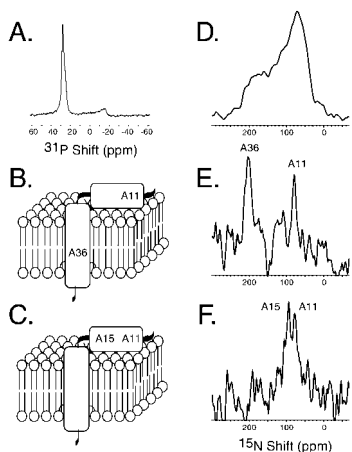 A.
D.
60 40 20 0 -20 -40 -60
31P Shift (ppm)
200 100 0
B.
A11
A36
E.
A36
A11
200 100 0
C.
A15 A11
F.
A15 A11
200 100 0
15N Shift (ppm)